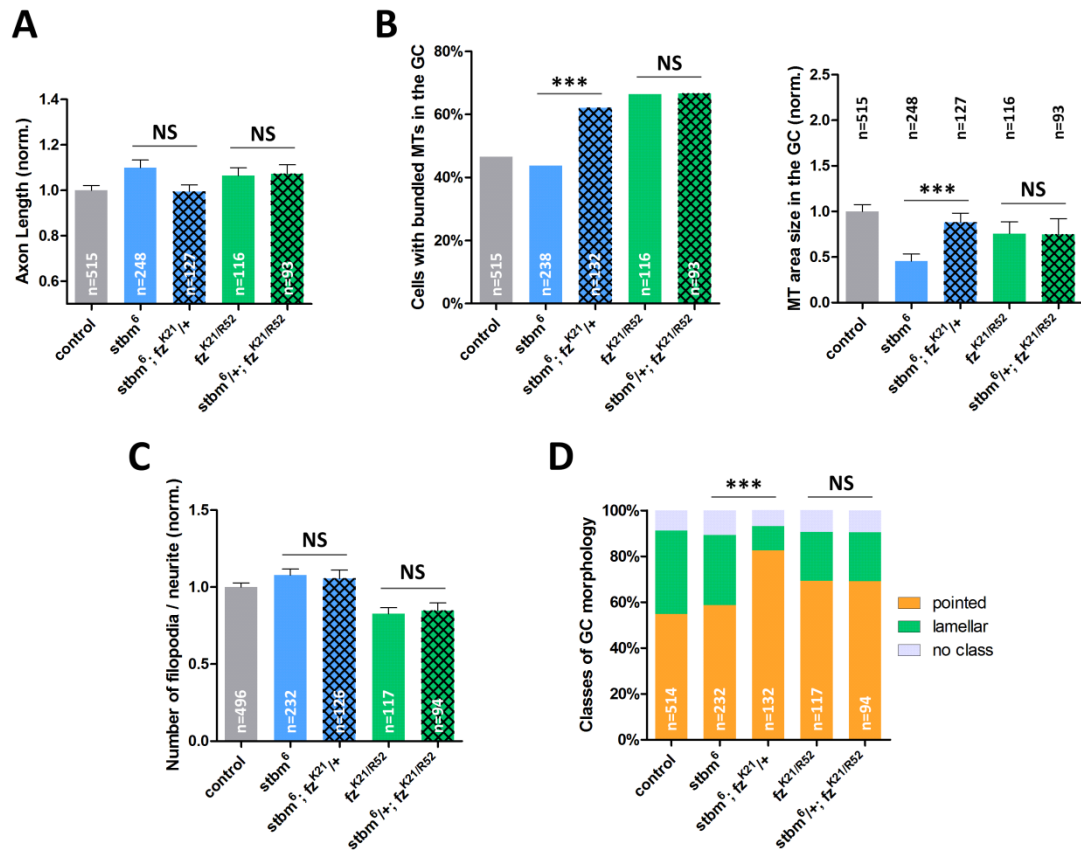 A
Axon Length (norm.)
1.4
1.2
1.0
0.8
0.6
NS
NS
n=515
n=248
n=127
n=116
n=93
control
stbm⁶
stbm⁶; fzᴷ²¹/+
fzᴷ²¹/ᴿ⁵²
stbm⁶/+; fzᴷ²¹/ᴿ⁵²
B
Cells with bundled MTs in the GC
80%
60%
40%
20%
0%
***
NS
n=515
n=238
n=132
n=116
n=93
control
stbm⁶
stbm⁶; fzᴷ²¹/+
fzᴷ²¹/ᴿ⁵²
stbm⁶/+; fzᴷ²¹/ᴿ⁵²
MT area size in the GC (norm.)
2.5
2.0
1.5
1.0
0.5
0.0
n=515
n=248
n=127
n=116
n=93
***
NS
control
stbm⁶
stbm⁶; fzᴷ²¹/+
fzᴷ²¹/ᴿ⁵²
stbm⁶/+; fzᴷ²¹/ᴿ⁵²
C
Number of filopodia / neurite (norm.)
1.5
1.0
0.5
0.0
NS
NS
n=496
n=232
n=126
n=117
n=94
control
stbm⁶
stbm⁶; fzᴷ²¹/+
fzᴷ²¹/ᴿ⁵²
stbm⁶/+; fzᴷ²¹/ᴿ⁵²
D
Classes of GC morphology
100%
80%
60%
40%
20%
0%
***
NS
n=514
n=232
n=132
n=117
n=94
control
stbm⁶
stbm⁶; fzᴷ²¹/+
fzᴷ²¹/ᴿ⁵²
stbm⁶/+; fzᴷ²¹/ᴿ⁵²
pointed
lamellar
no class